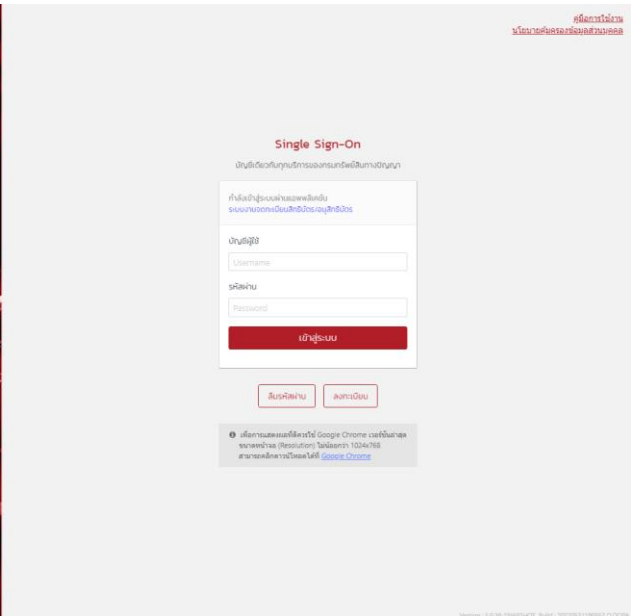 คู่มือการใช้งาน
นโยบายคุ้มครองข้อมูลส่วนบุคคล
Single Sign-On
บัญชีเดียวกับทุกบริการของกรมทรัพย์สินทางปัญญา
กำลังเข้าสู่ระบบผ่านแอพพลิเคชัน
ระบบงานจดทะเบียนสิทธิบัตร/อนุสิทธิบัตร
บัญชีผู้ใช้
Username
รหัสผ่าน
Password
เข้าสู่ระบบ
ลืมรหัสผ่าน
ลงทะเบียน
เพื่อการแสดงผลที่ดีควรใช้ Google Chrome เวอร์ชันล่าสุด
ขนาดหน้าจอ (Resolution) ไม่น้อยกว่า 1024x768
สามารถคลิกดาวน์โหลดได้ที่ Google Chrome